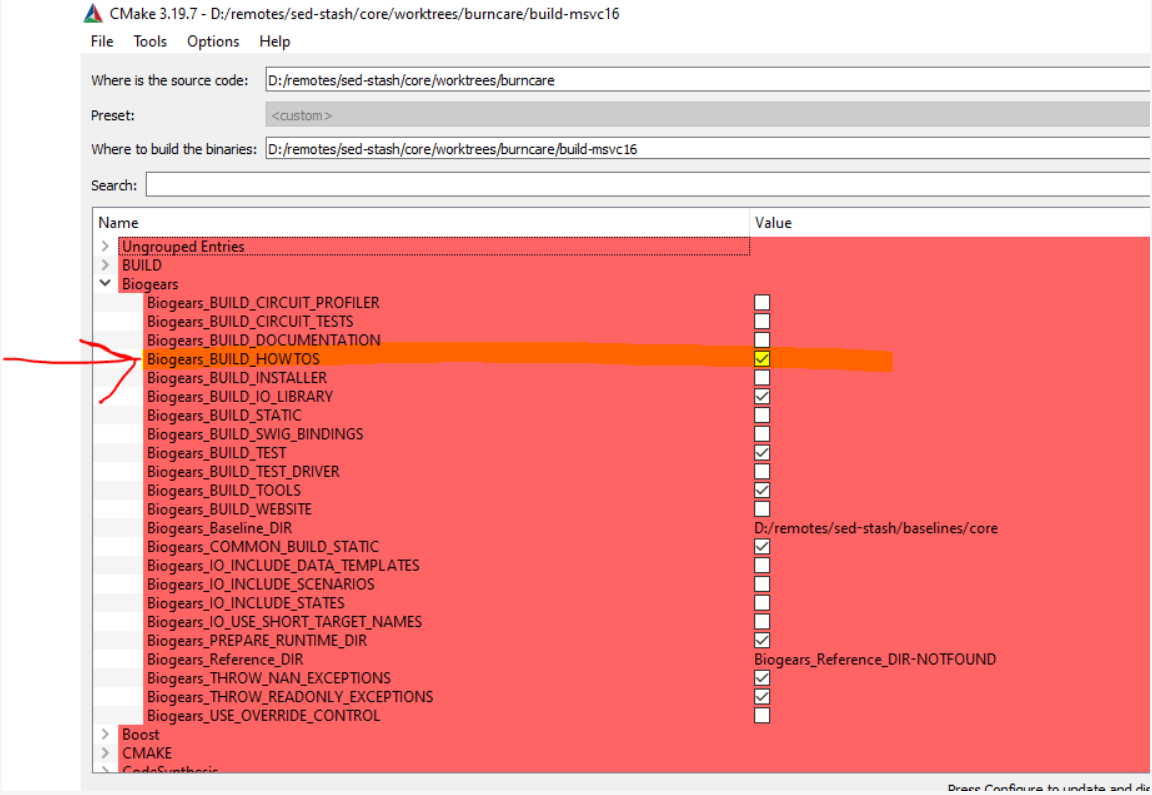 CMake 3.19.7 - D:/remotes/sed-stash/core/worktrees/burncare/build-msvc16
File Tools Options Help
Where is the source code: D:/remotes/sed-stash/core/worktrees/burncare
Preset: <custom>
Where to build the binaries: D:/remotes/sed-stash/core/worktrees/burncare/build-msvc16
Search:
Name Value
Ungrouped Entries
BUILD
Biogears
Biogears_BUILD_CIRCUIT_PROFILER
Biogears_BUILD_CIRCUIT_TESTS
Biogears_BUILD_DOCUMENTATION
Biogears_BUILD_HOWTOS
Biogears_BUILD_INSTALLER
Biogears_BUILD_IO_LIBRARY
Biogears_BUILD_STATIC
Biogears_BUILD_SWIG_BINDINGS
Biogears_BUILD_TEST
Biogears_BUILD_TEST_DRIVER
Biogears_BUILD_TOOLS
Biogears_BUILD_WEBSITE
Biogears_Baseline_DIR D:/remotes/sed-stash/baselines/core
Biogears_COMMON_BUILD_STATIC
Biogears_IO_INCLUDE_DATA_TEMPLATES
Biogears_IO_INCLUDE_SCENARIOS
Biogears_IO_INCLUDE_STATES
Biogears_IO_USE_SHORT_TARGET_NAMES
Biogears_PREPARE_RUNTIME_DIR
Biogears_Reference_DIR Biogears_Reference_DIR-NOTFOUND
Biogears_THROW_NAN_EXCEPTIONS
Biogears_THROW_READONLY_EXCEPTIONS
Biogears_USE_OVERRIDE_CONTROL
Boost
CMAKE
CodeSynthesis
Press Configure to update and dis